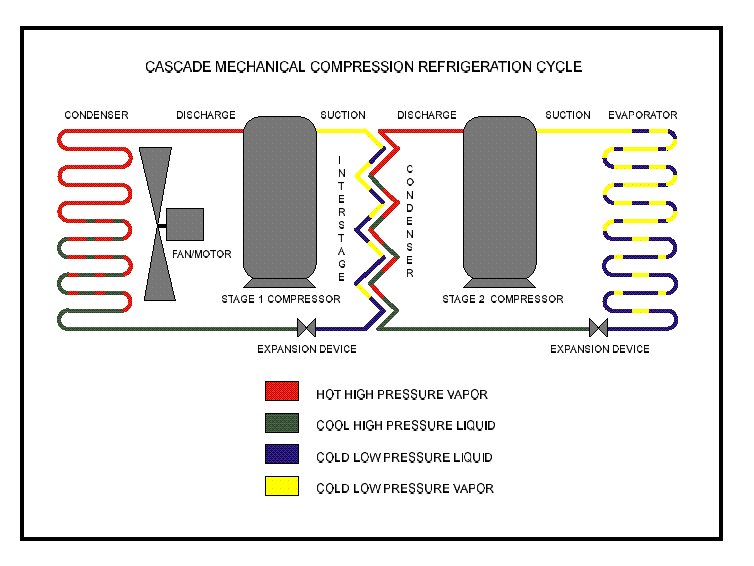 CASCADE MECHANICAL COMPRESSION REFRIGERATION CYCLE
CONDENSER
DISCHARGE
SUCTION
DISCHARGE
SUCTION
EVAPORATOR
INTERSTAGE
CONDENSER
FAN/MOTOR
STAGE 1 COMPRESSOR
STAGE 2 COMPRESSOR
EXPANSION DEVICE
EXPANSION DEVICE
HOT HIGH PRESSURE VAPOR
COOL HIGH PRESSURE LIQUID
COLD LOW PRESSURE LIQUID
COLD LOW PRESSURE VAPOR